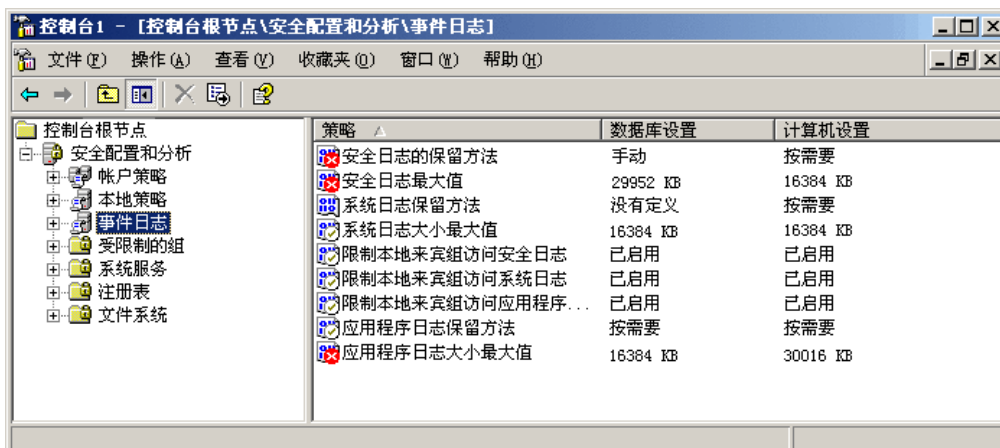 控制台1 - [控制台根节点\安全配置和分析\事件日志]
文件(F) 操作(A) 查看(V) 收藏夹(O) 窗口(W) 帮助(H)
控制台根节点
安全配置和分析
帐户策略
本地策略
事件日志
受限制的组
系统服务
注册表
文件系统
策略 数据库设置 计算机设置
安全日志的保留方法 手动 按需要
安全日志最大值 29952 KB 16384 KB
系统日志保留方法 没有定义 按需要
系统日志大小最大值 16384 KB 16384 KB
限制本地来宾组访问安全日志 已启用 已启用
限制本地来宾组访问系统日志 已启用 已启用
限制本地来宾组访问应用程序... 已启用 已启用
应用程序日志保留方法 按需要 按需要
应用程序日志大小最大值 16384 KB 30016 KB